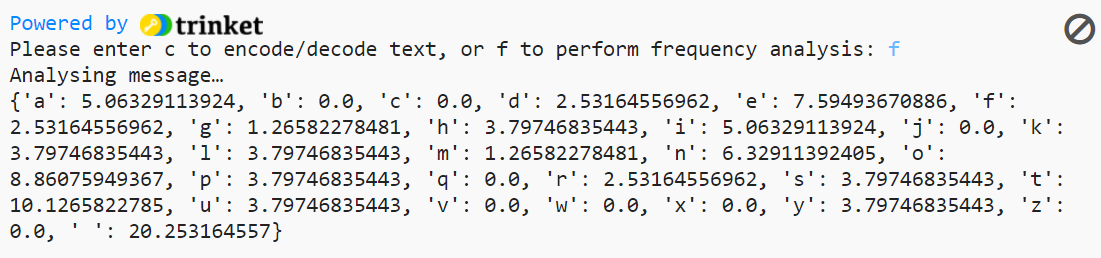 Powered by trinket
Please enter c to encode/decode text, or f to perform frequency analysis: f
Analysing message…
{'a': 5.06329113924, 'b': 0.0, 'c': 0.0, 'd': 2.53164556962, 'e': 7.59493670886, 'f':
2.53164556962, 'g': 1.26582278481, 'h': 3.79746835443, 'i': 5.06329113924, 'j': 0.0, 'k':
3.79746835443, 'l': 3.79746835443, 'm': 1.26582278481, 'n': 6.32911392405, 'o':
8.86075949367, 'p': 3.79746835443, 'q': 0.0, 'r': 2.53164556962, 's': 3.79746835443, 't':
10.1265822785, 'u': 3.79746835443, 'v': 0.0, 'w': 0.0, 'x': 0.0, 'y': 3.79746835443, 'z':
0.0, ' ': 20.253164557}